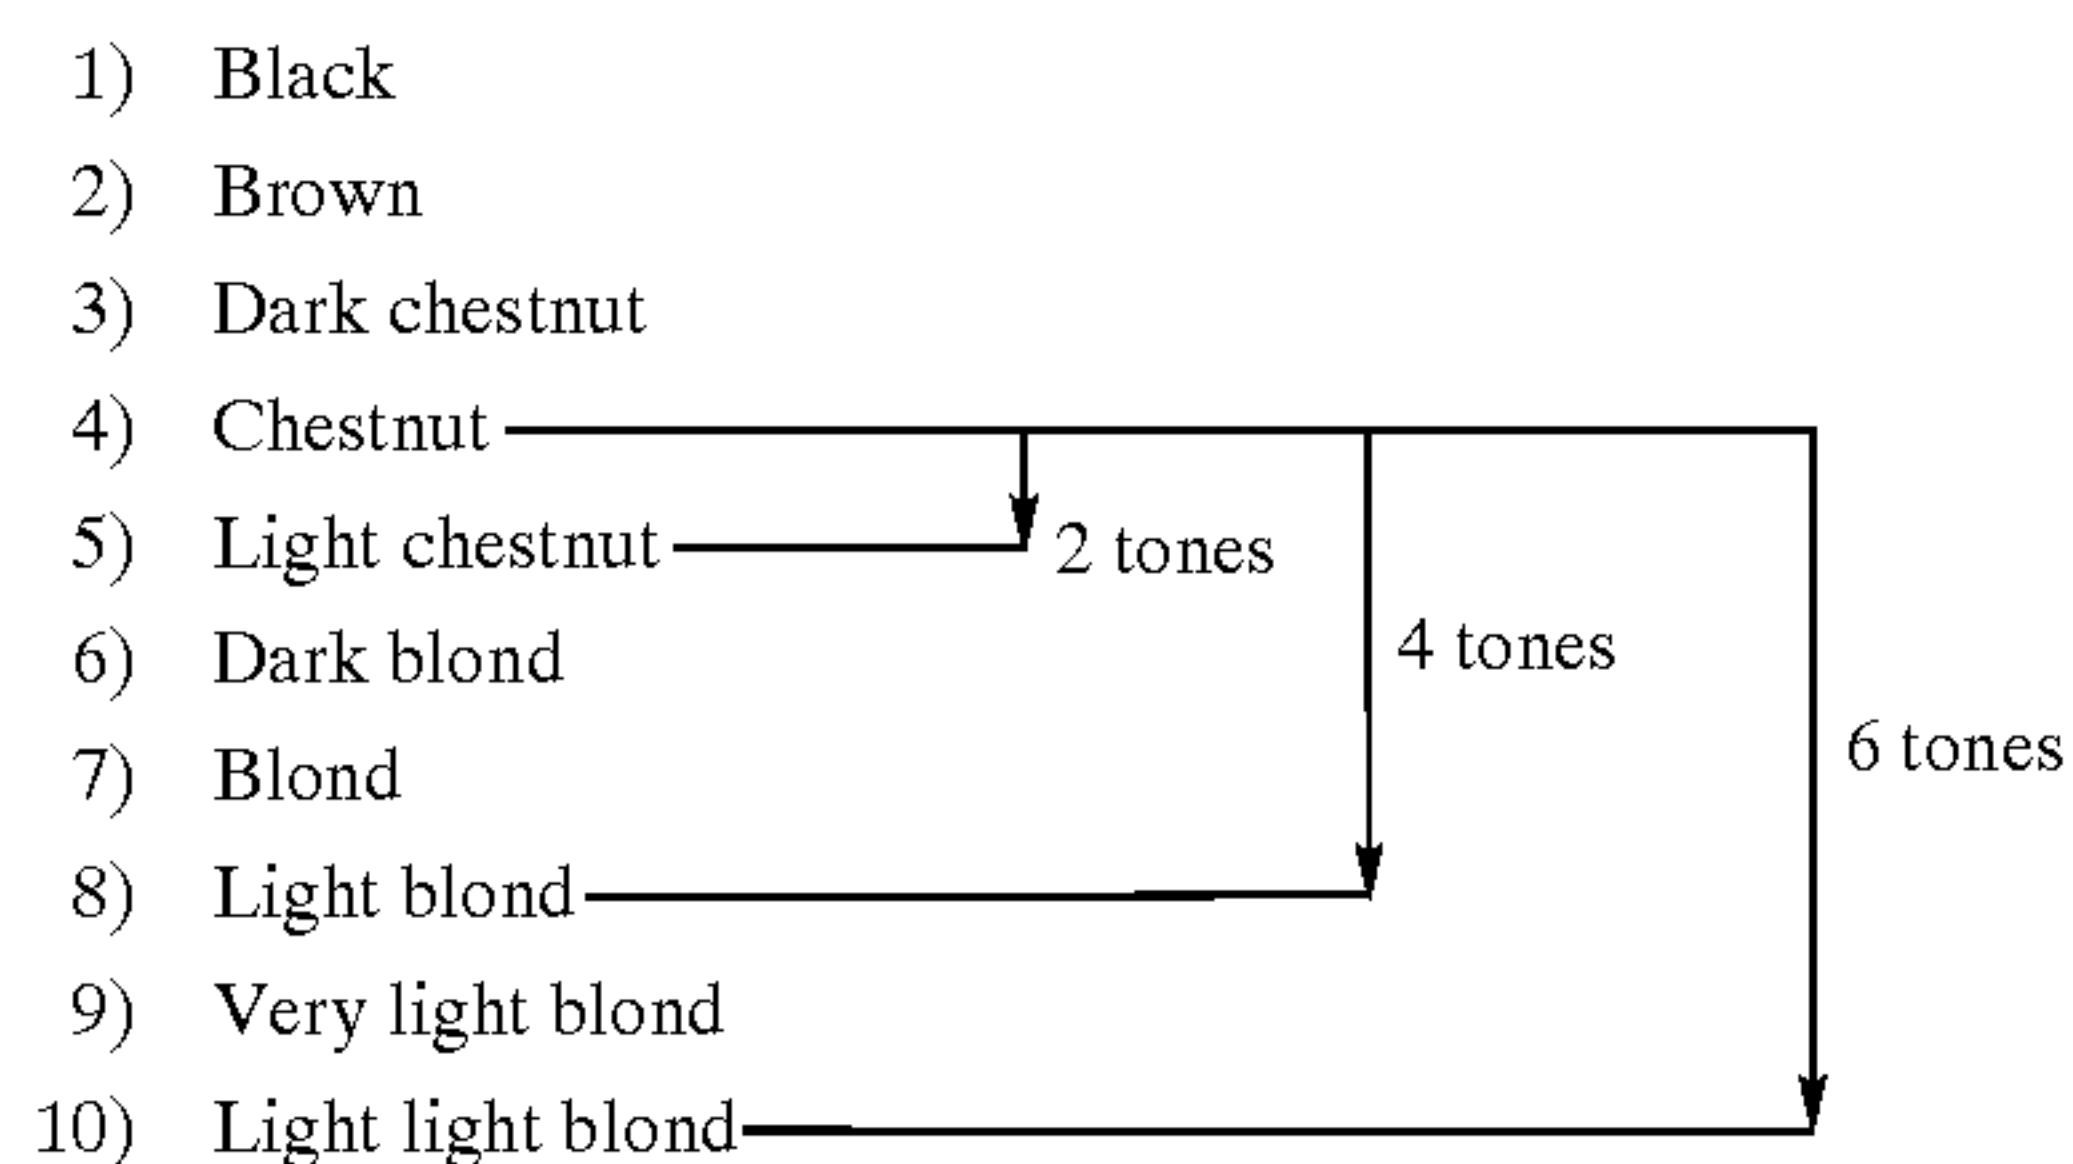 1) Black
2) Brown
3) Dark chestnut
4) Chestnut
5) Light chestnut 2 tones
6) Dark blond 4 tones
7) Blond 6 tones
8) Light blond
9) Very light blond
10) Light light blond